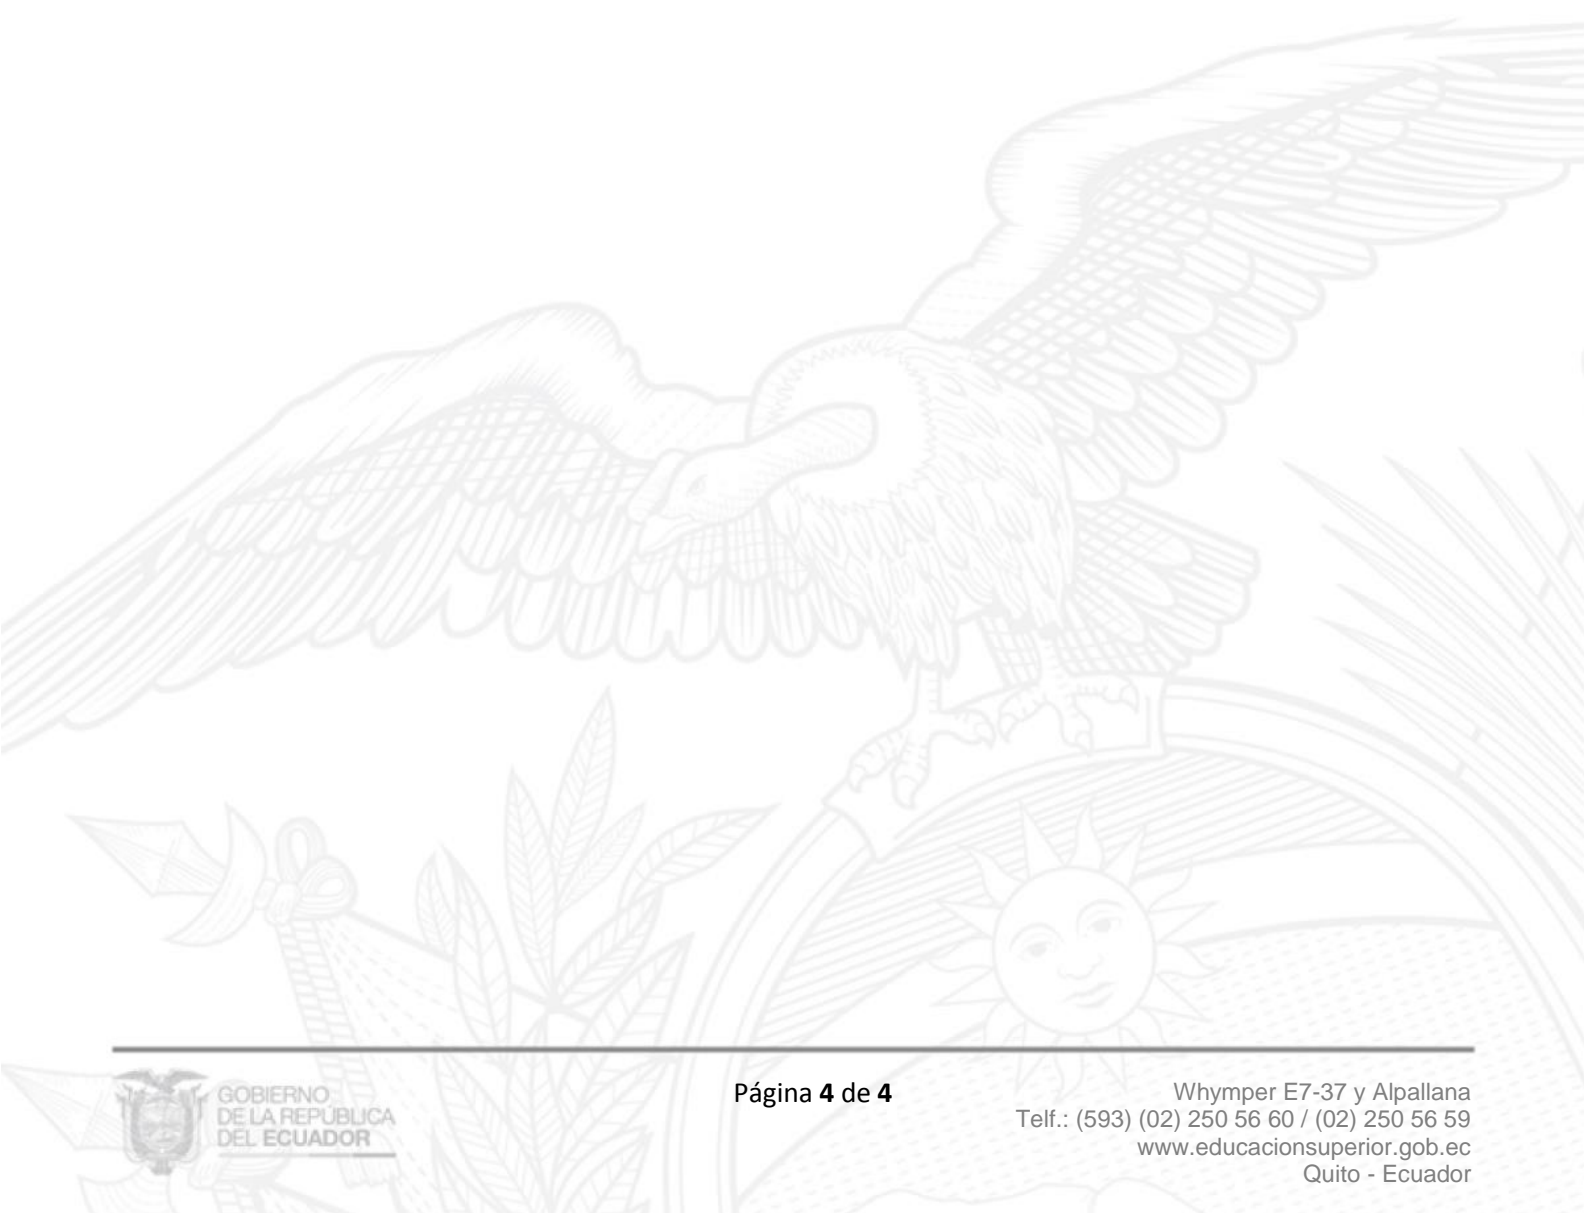 GOBIERNO
DE LA REPÚBLICA
DEL ECUADOR
Página 4 de 4
Whymper E7-37 y Alpallana
Telf.: (593) (02) 250 56 60 / (02) 250 56 59
www.educacionsuperior.gob.ec
Quito - Ecuador